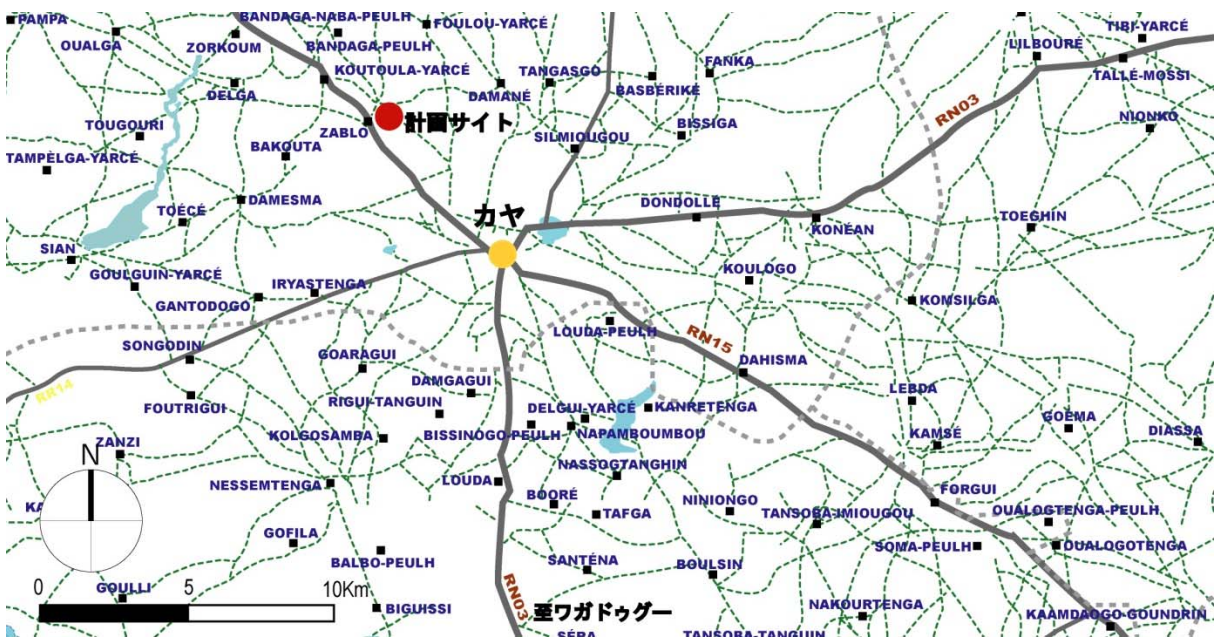 PAMPA
BANDAGA-NABA-PEULH
FOULOU-YARCÉ
TIBI-YARCÉ
OUALGA
ZORKOUM
BANDAGA-PEULH
LILBOURÉ
KOUTOULA-YARCÉ
TANGASGO
FANKA
TALLÉ-MOSSI
DELGA
DAMANÉ
BASBÉRIKÉ
RN03
TOUGOURI
ZABLO
計画サイト
BISSIGA
NIONKO
TAMPÈLGA-YARCÉ
BAKOUTA
SILMIOUGOU
DAMESMA
TOÉCÉ
カヤ
DONDOLLÉ
KONÉAN
TOEGHIN
SIAN
GOULGUIN-YARCÉ
IRYASTENGA
KOULOGO
GANTODOGO
KOMSILGA
LOUDA-PEULH
RN15
SONGODIN
GOARAGUI
DAHISMA
RR14
DAMGAGUI
LEBDA
FOUTRIGUI
RIGUI-TANGUIN
DELGUI-YARCÉ
KANRETENGA
GOEMA
ZANZI
KOLGOSAMBA
BISSINOGO-PEULH
NAPAMBOUMBOU
KAMSÉ
DIASSA
N
NASSOGTANGHIN
NESSEMTENGA
LOUDA
BOORÉ
NINIONGO
FORGUI
KA
TAFGA
TANSOBA-IMIOUGOU
OUALOGTENGA-PEULH
GOFILA
BALBO-PEULH
SOMA-PEULH
OUALOGOTENGA
SANTÉNA
BOULSIN
0 5 10Km
GOULLI
RN03
BIGUISSI
至ワガドゥグー
NAKOURTENGA
KAAMDAOGO-GOUNDRIN
SÉRA
TANSOBA-TANGUIN